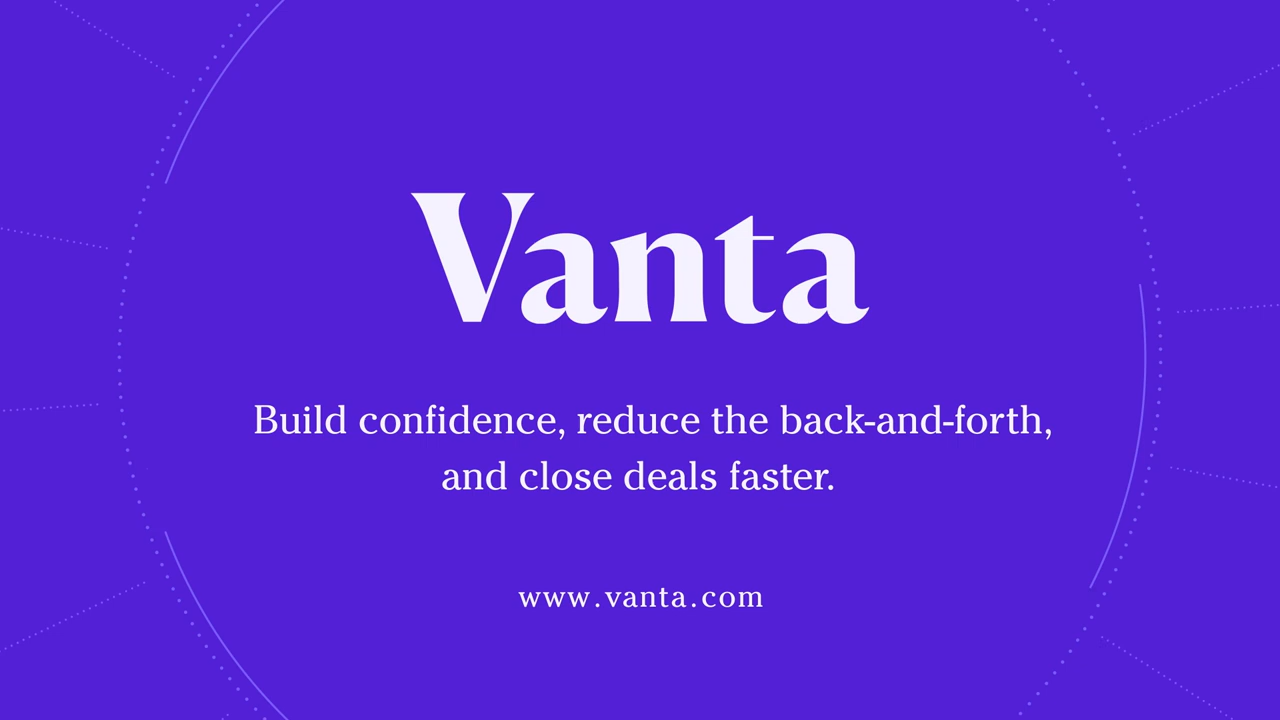 Vanta
Build confidence, reduce the back-and-forth,
and close deals faster.
www.vanta.com